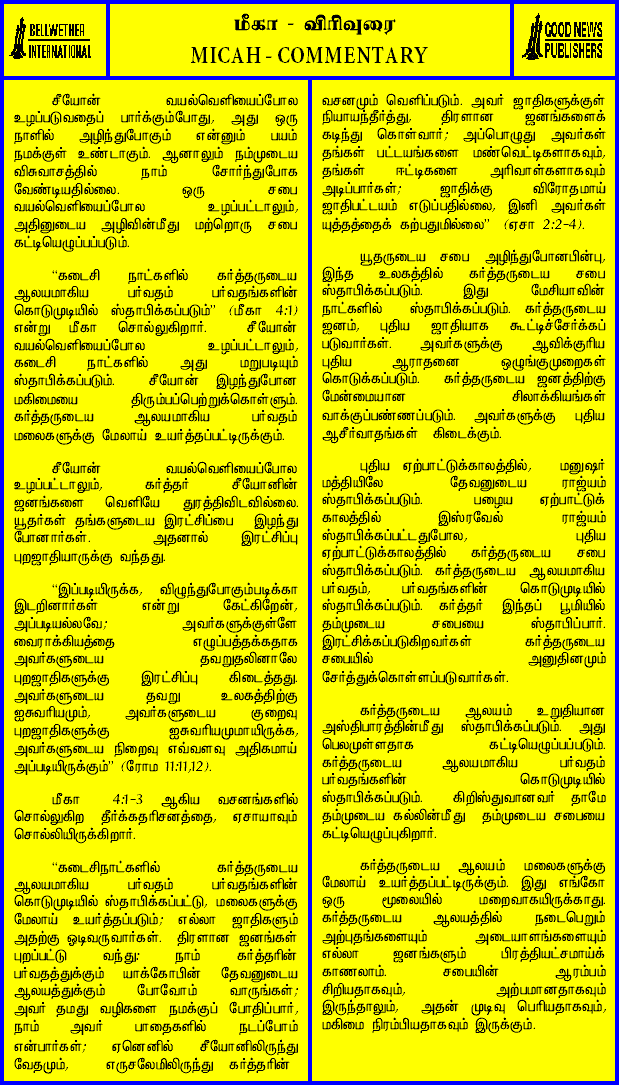 BELLWETHER
INTERNATIONAL
மீகா - விரிவுரை
MICAH - COMMENTARY
GOOD NEWS
PUBLISHERS
சீயோன் வயல்வெளியைப்போல
உழப்படுவதைப் பார்க்கும்போது, அது ஒரு
நாளில் அழிந்துபோகும் என்னும் பயம்
நமக்குள் உண்டாகும். ஆனாலும் நம்முடைய
விசுவாசத்தில் நாம் சோர்ந்துபோக
வேண்டியதில்லை. ஒரு சபை
வயல்வெளியைப்போல உழப்பட்டாலும்,
அதினுடைய அழிவின்மீது மற்றொரு சபை
கட்டியெழுப்பப்படும்.
“கடைசி நாட்களில் கர்த்தருடைய
ஆலயமாகிய பர்வதம் பர்வதங்களின்
கொடுமுடியில் ஸ்தாபிக்கப்படும்” (மீகா 4:1)
என்று மீகா சொல்லுகிறார். சீயோன்
வயல்வெளியைப்போல உழப்பட்டாலும்,
கடைசி நாட்களில் அது மறுபடியும்
ஸ்தாபிக்கப்படும். சீயோன் இழந்துபோன
மகிமையை திரும்பப்பெற்றுக்கொள்ளும்.
கர்த்தருடைய ஆலயமாகிய பர்வதம்
மலைகளுக்கு மேலாய் உயர்த்தப்பட்டிருக்கும்.
சீயோன் வயல்வெளியைப்போல
உழப்பட்டாலும், கர்த்தர் சீயோனின்
ஜனங்களை வெளியே துரத்திவிடவில்லை.
யூதர்கள் தங்களுடைய இரட்சிப்பை இழந்து
போனார்கள். அதனால் இரட்சிப்பு
புறஜாதியாருக்கு வந்தது.
“இப்படியிருக்க, விழுந்துபோகும்படிக்கா
இடறினார்கள் என்று கேட்கிறேன்,
அப்படியல்லவே; அவர்களுக்குள்ளே
வைராக்கியத்தை எழுப்பத்தக்கதாக
அவர்களுடைய தவறுதலினாலே
புறஜாதிகளுக்கு இரட்சிப்பு கிடைத்தது.
அவர்களுடைய தவறு உலகத்திற்கு
ஐசுவரியமும், அவர்களுடைய குறைவு
புறஜாதிகளுக்கு ஐசுவரியமுமாயிருக்க,
அவர்களுடைய நிறைவு எவ்வளவு அதிகமாய்
அப்படியிருக்கும்” (ரோம 11:11,12).
மீகா 4:1-3 ஆகிய வசனங்களில்
சொல்லுகிற தீர்க்கதரிசனத்தை, ஏசாயாவும்
சொல்லியிருக்கிறார்.
“கடைசிநாட்களில் கர்த்தருடைய
ஆலயமாகிய பர்வதம் பர்வதங்களின்
கொடுமுடியில் ஸ்தாபிக்கப்பட்டு, மலைகளுக்கு
மேலாய் உயர்த்தப்படும்; எல்லா ஜாதிகளும்
அதற்கு ஓடிவருவார்கள். திரளான ஜனங்கள்
புறப்பட்டு வந்து: நாம் கர்த்தரின்
பர்வதத்துக்கும் யாக்கோபின் தேவனுடைய
ஆலயத்துக்கும் போவோம் வாருங்கள்;
அவர் தமது வழிகளை நமக்குப் போதிப்பார்,
நாம் அவர் பாதைகளில் நடப்போம்
என்பார்கள்; ஏனெனில் சீயோனிலிருந்து
வேதமும், எருசலேமிலிருந்து கர்த்தரின்
வசனமும் வெளிப்படும். அவர் ஜாதிகளுக்குள்
நியாயந்தீர்த்து, திரளான ஜனங்களைக்
கடிந்து கொள்வார்; அப்பொழுது அவர்கள்
தங்கள் பட்டயங்களை மண்வெட்டிகளாகவும்,
தங்கள் ஈட்டிகளை அரிவாள்களாகவும்
அடிப்பார்கள்; ஜாதிக்கு விரோதமாய்
ஜாதிபட்டயம் எடுப்பதில்லை, இனி அவர்கள்
யுத்தத்தைக் கற்பதுமில்லை” (ஏசா 2:2-4).
யூதருடைய சபை அழிந்துபோனபின்பு,
இந்த உலகத்தில் கர்த்தருடைய சபை
ஸ்தாபிக்கப்படும். இது மேசியாவின்
நாட்களில் ஸ்தாபிக்கப்படும். கர்த்தருடைய
ஜனம், புதிய ஜாதியாக கூட்டிச்சேர்க்கப்
படுவார்கள். அவர்களுக்கு ஆவிக்குரிய
புதிய ஆராதனை ஒழுங்குமுறைகள்
கொடுக்கப்படும். கர்த்தருடைய ஜனத்திற்கு
மேன்மையான சிலாக்கியங்கள்
வாக்குப்பண்ணப்படும். அவர்களுக்கு புதிய
ஆசீர்வாதங்கள் கிடைக்கும்.
புதிய ஏற்பாட்டுக்காலத்தில், மனுஷர்
மத்தியிலே தேவனுடைய ராஜ்யம்
ஸ்தாபிக்கப்படும். பழைய ஏற்பாட்டுக்
காலத்தில் இஸ்ரவேல் ராஜ்யம்
ஸ்தாபிக்கப்பட்டதுபோல, புதிய
ஏற்பாட்டுக்காலத்தில் கர்த்தருடைய சபை
ஸ்தாபிக்கப்படும். கர்த்தருடைய ஆலயமாகிய
பர்வதம், பர்வதங்களின் கொடுமுடியில்
ஸ்தாபிக்கப்படும். கர்த்தர் இந்தப் பூமியில்
தம்முடைய சபையை ஸ்தாபிப்பார்.
இரட்சிக்கப்படுகிறவர்கள் கர்த்தருடைய
சபையில் அனுதினமும்
சேர்த்துக்கொள்ளப்படுவார்கள்.
கர்த்தருடைய ஆலயம் உறுதியான
அஸ்திபாரத்தின்மீது ஸ்தாபிக்கப்படும். அது
பெலமுள்ளதாக கட்டியெழுப்பப்படும்.
கர்த்தருடைய ஆலயமாகிய பர்வதம்
பர்வதங்களின் கொடுமுடியில்
ஸ்தாபிக்கப்படும். கிறிஸ்துவானவர் தாமே
தம்முடைய கல்லின்மீது தம்முடைய சபையை
கட்டியெழுப்புகிறார்.
கர்த்தருடைய ஆலயம் மலைகளுக்கு
மேலாய் உயர்த்தப்பட்டிருக்கும். இது எங்கோ
ஒரு மூலையில் மறைவாகயிருக்காது.
கர்த்தருடைய ஆலயத்தில் நடைபெறும்
அற்புதங்களையும் அடையாளங்களையும்
எல்லா ஜனங்களும் பிரத்தியட்சமாய்க்
காணலாம். சபையின் ஆரம்பம்
சிறியதாகவும், அற்பமானதாகவும்
இருந்தாலும், அதன் முடிவு பெரியதாகவும்,
மகிமை நிரம்பியதாகவும் இருக்கும்.